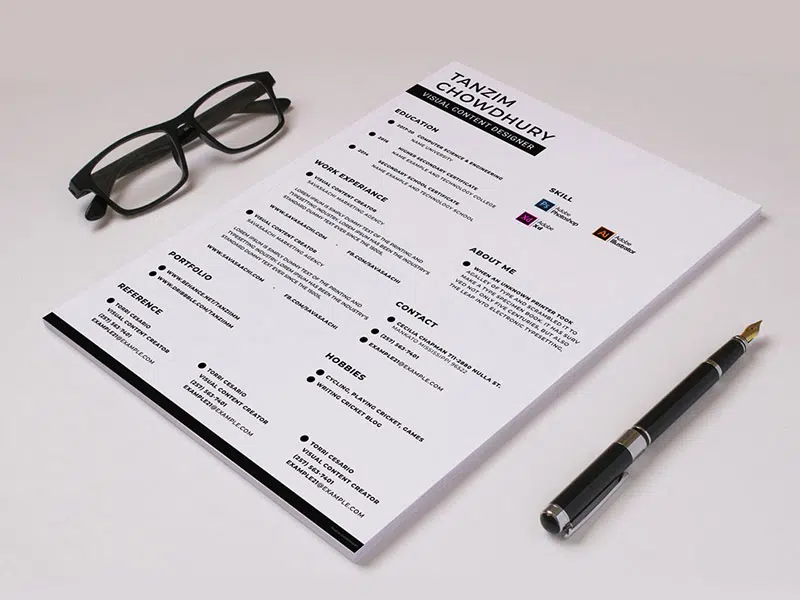 TANZIM
CHOWDHURY
VISUAL CONTENT DESIGNER
EDUCATION
2017-20 COMPUTER SCIENCE & ENGINEERING
NAME UNIVERSITY
2016 HIGHER SECONDARY CERTIFICATE
NAME EXAMPLE AND TECHNOLOGY COLLEGE
2014 SECONDARY SCHOOL CERTIFICATE
NAME EXAMPLE AND TECHNOLOGY SCHOOL
WORK EXPERIANCE
VISUAL CONTENT CREATOR
SAVASAACHI MARKETING AGENCY
LOREM IPSUM IS SIMPLY DUMMY TEXT OF THE PRINTING AND
TYPESETTING INDUSTRY. LOREM IPSUM HAS BEEN THE INDUSTRY'S
STANDARD DUMMY TEXT EVER SINCE THE 1500S,
WWW.SAVASAACHI.COM
FB.COM/SAVASAACHI
VISUAL CONTENT CREATOR
SAVASAACHI MARKETING AGENCY
LOREM IPSUM IS SIMPLY DUMMY TEXT OF THE PRINTING AND
TYPESETTING INDUSTRY. LOREM IPSUM HAS BEEN THE INDUSTRY'S
STANDARD DUMMY TEXT EVER SINCE THE 1500S,
WWW.SAVASAACHI.COM
FB.COM/SAVASAACHI
PORTFOLIO
WWW.BEHANCE.NET/TANZIMM
WWW.DRIBBLE.COM/TANZIMM
REFERENCE
TORRI CESARIO
VISUAL CONTENT CREATOR
(257) 563-7401
EXAMPLE21@EXAMPLE.COM
TORRI CESARIO
VISUAL CONTENT CREATOR
(257) 563-7401
EXAMPLE21@EXAMPLE.COM
TORRI CESARIO
VISUAL CONTENT CREATOR
(257) 563-7401
EXAMPLE21@EXAMPLE.COM
SKILL
Ps Adobe
Photoshop
Xd Adobe
Xd
Ai Adobe
Illustrator
ABOUT ME
WHEN AN UNKNOWN PRINTER TOOK
A GALLEY OF TYPE AND SCRAMBLED IT TO
MAKE A TYPE SPECIMEN BOOK. IT HAS SURV
VED NOT ONLY FIVE CENTURIES, BUT ALSO
THE LEAP INTO ELECTRONIC TYPESETTING,
CONTACT
CECILIA CHAPMAN 711-2880 NULLA ST.
MANKATO MISSISSIPPI 96522
(257) 563-7401
EXAMPLE21@EXAMPLE.COM
HOBBIES
CYCLING, PLAYING CRICKET, GAMES
WRITING CRICKET BLOG